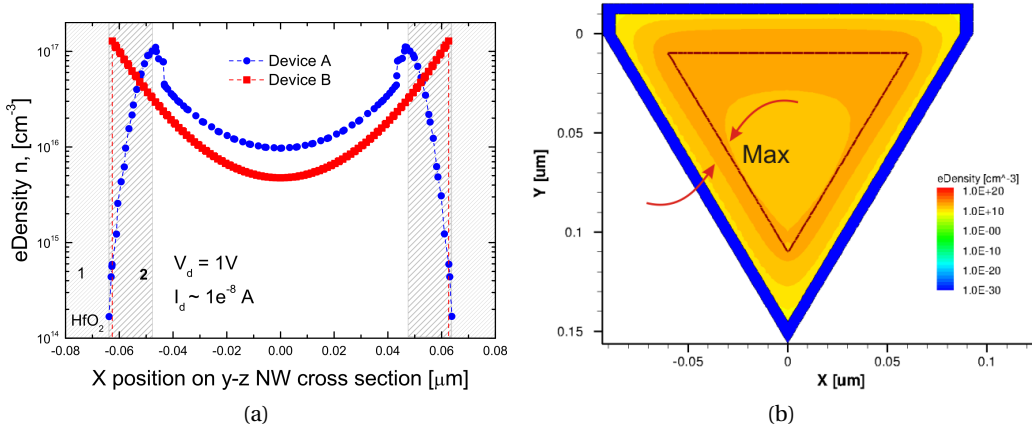 10^17
10^16
10^15
10^14
eDensity n, [cm^-3]
Device A
Device B
1
2
V_d = 1V
I_d ~ 1e^-8 A
HfO_2
-0.08 -0.06 -0.04 -0.02 0.00 0.02 0.04 0.06 0.08
X position on y-z NW cross section [μm]
(a)
0
0.05
0.1
0.15
Y [um]
Max
eDensity [cm^-3]
1.0E+20
1.0E+10
1.0E-00
1.0E-10
1.0E-20
1.0E-30
-0.05 0 0.05 0.1
X [um]
(b)